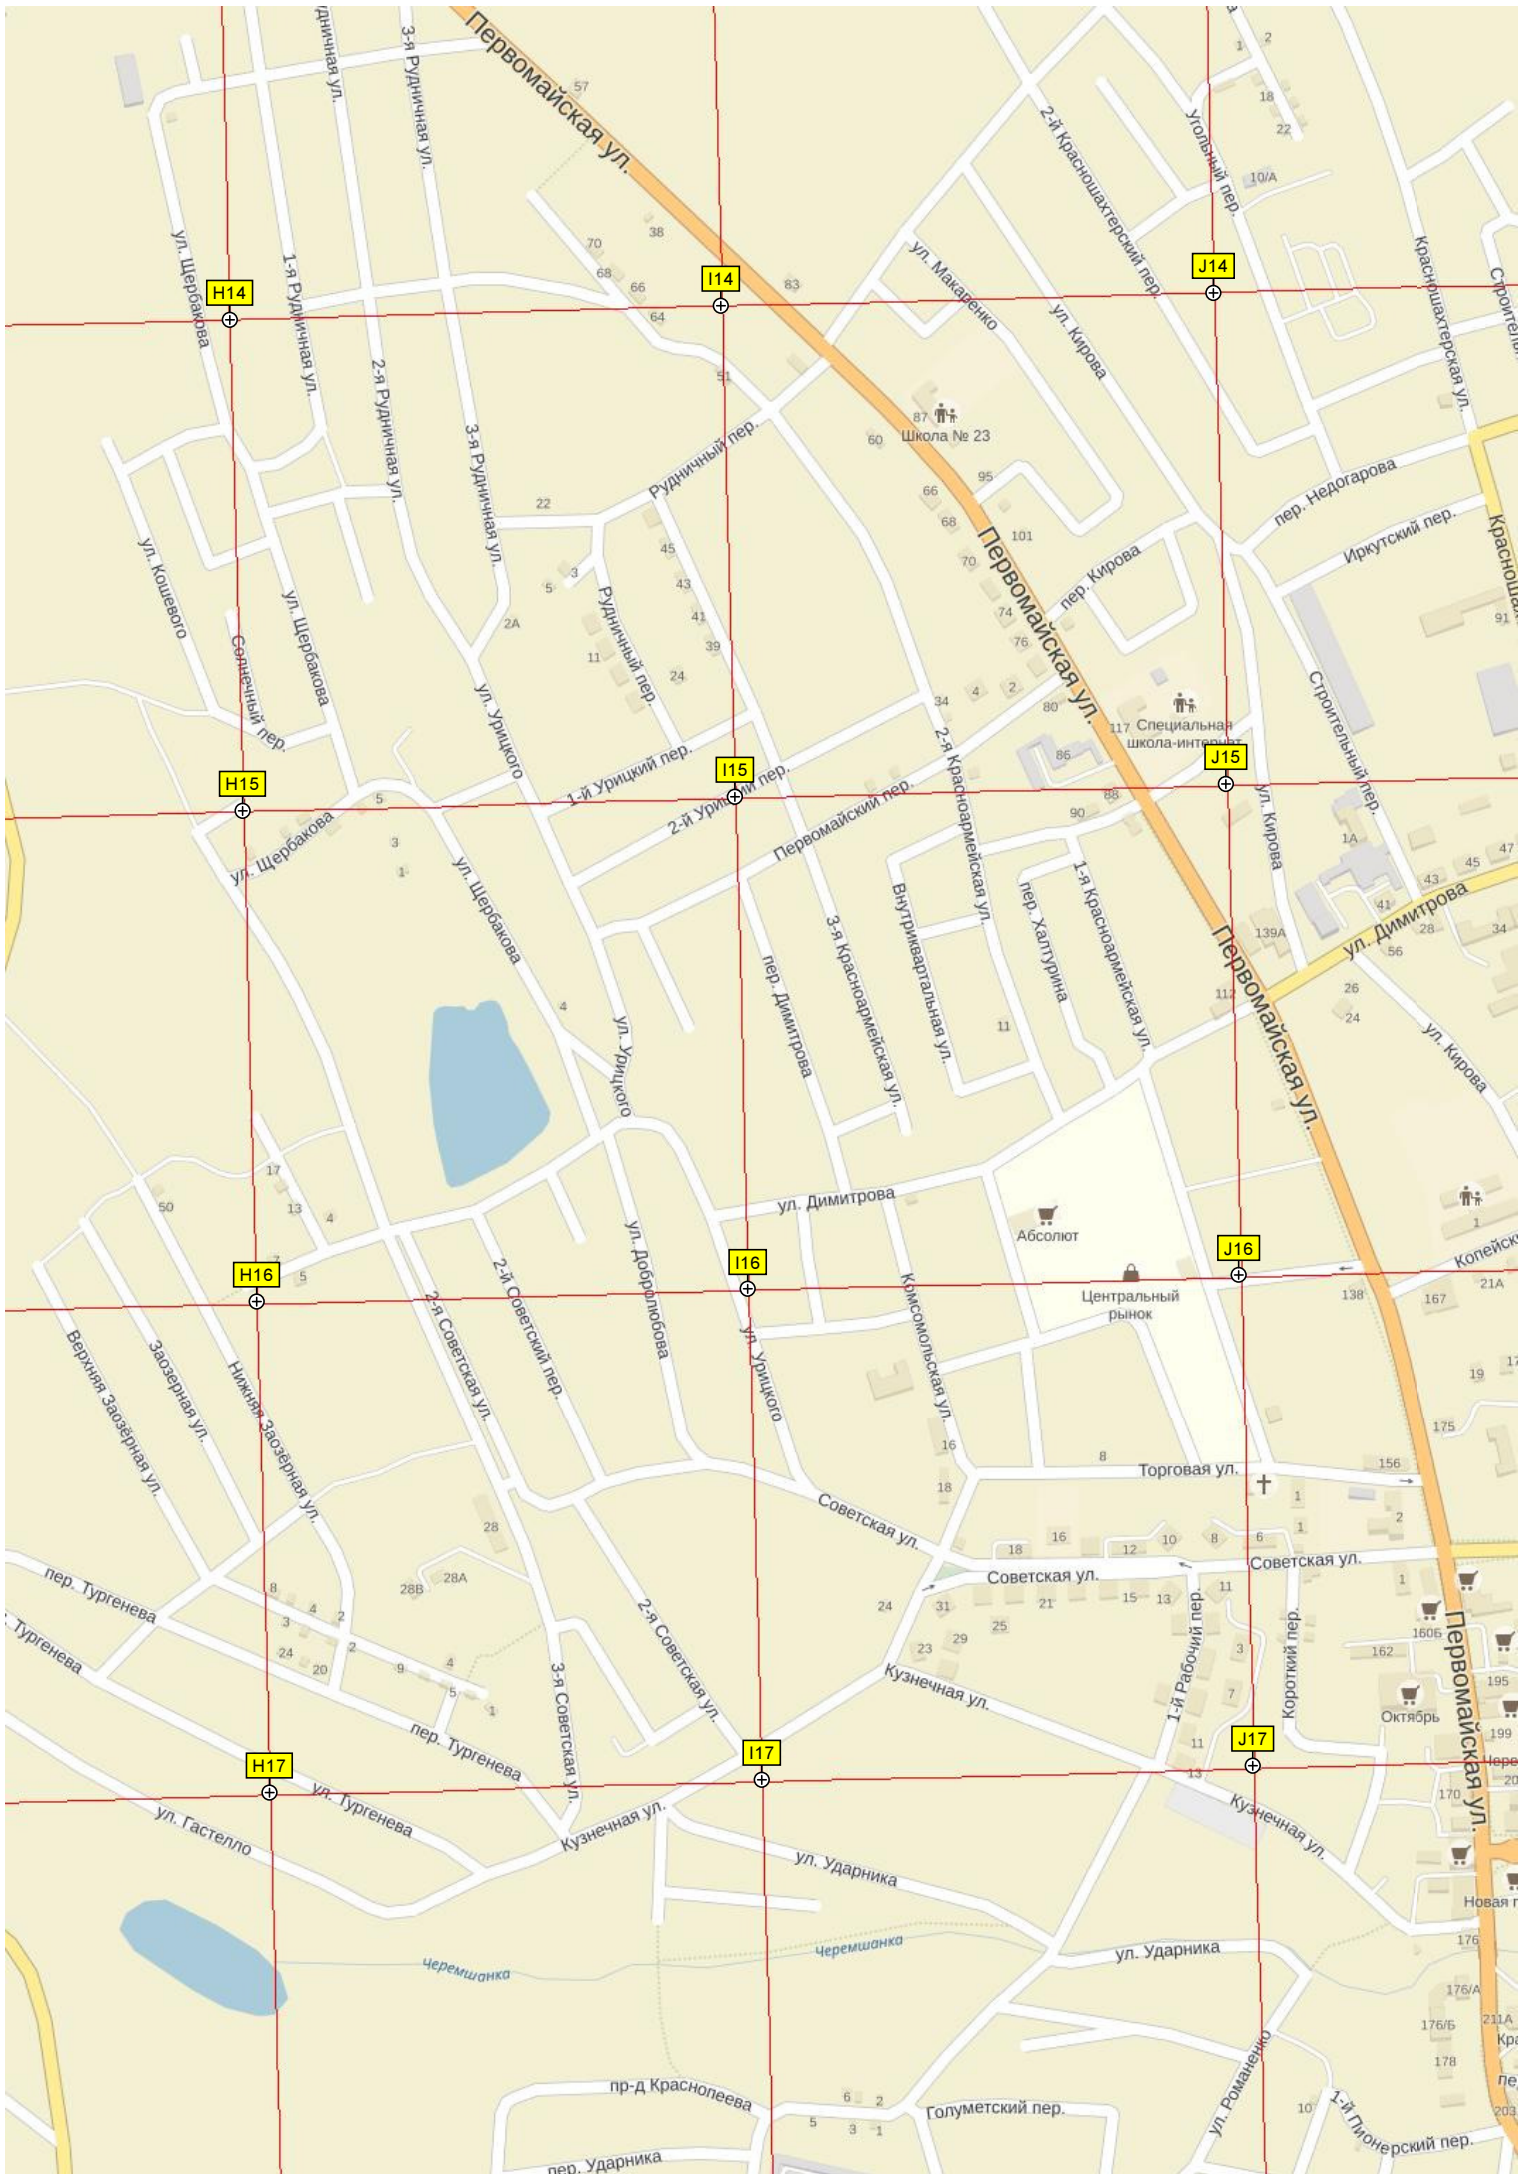 Первомайская ул.
3-я Рудничная ул.
57
1
2
18
22
10/А
Угольный пер.
2-й Красношахтерский пер.
38
70
68
66
64
83
ул. Щербакова
1-я Рудничная ул.
ул. Макаренко
ул. Кирова
Красношахтерская ул.
H14
I14
J14
51
2-я Рудничная ул.
3-я Рудничная ул.
87
Школа № 23
60
95
66
68
101
70
Рудничный пер.
22
45
43
41
39
3
5
2А
Рудничный пер.
11
24
пер. Недогарова
Иркутский пер.
пер. Кирова
Первомайская ул.
74
76
91
ул. Кошевого
ул. Щербакова
Солнечный пер.
ул. Урицкого
34
4
2
80
117
Специальная
школа-интернат
86
88
90
Строительный пер.
1-й Урицкий пер.
2-й Урицкий пер.
Первомайский пер.
2-я Красноармейская ул.
H15
I15
J15
5
3
1
ул. Щербакова
ул. Щербакова
ул. Кирова
1А
47
45
43
41
28
34
56
ул. Димитрова
139А
112
26
24
Внутриквартальная ул.
пер. Халтурина
1-я Красноармейская ул.
3-я Красноармейская ул.
пер. Димитрова
Первомайская ул.
ул. Кирова
4
11
ул. Урицкого
17
13
4
50
7
5
ул. Димитрова
Абсолют
1
H16
I16
J16
Центральный
рынок
138
167
21А
ул. Добролюбова
2-й Советский пер.
2-я Советская ул.
Комсомольская ул.
ул. Урицкого
Верхняя Заозёрная ул.
Заозерная ул.
Нижняя Заозёрная ул.
19
175
16
18
8
Торговая ул.
156
Советская ул.
28
28А
28В
18
16
12
10
8
6
1
1
2
Советская ул.
Советская ул.
24
31
21
15
13
11
25
29
23
3
7
11
13
1
160Б
162
195
199
170
Октябрь
Первомайская ул.
Короткий пер.
1-й Рабочий пер.
Кузнечная ул.
2-я Советская ул.
3-я Советская ул.
пер. Тургенева
8
4
3
2
2
24
20
9
4
5
1
пер. Тургенева
H17
I17
J17
ул. Тургенева
ул. Гастелло
Кузнечная ул.
ул. Ударника
Кузнечная ул.
176
Черемшанка
Черемшанка
ул. Ударника
176/А
176/Б
211А
178
ул. Романенко
пр-д Краснопеева
6
2
5
3
1
Голуметский пер.
10
1-й Пионерский пер.
203
пер. Ударника